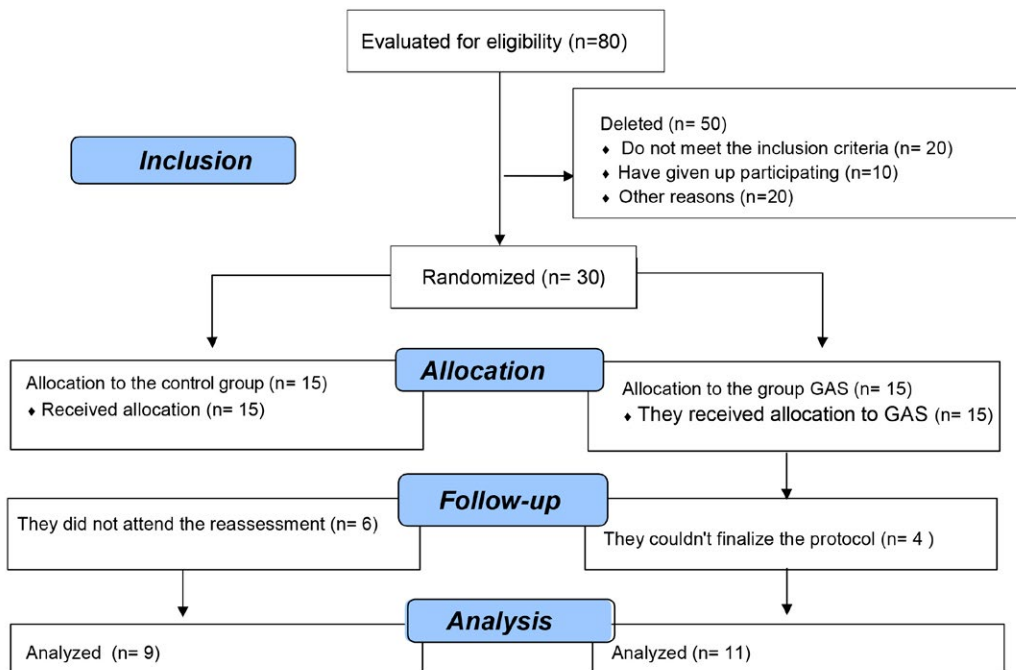 Evaluated for eligibility (n=80)
Deleted (n= 50)
♦ Do not meet the inclusion criteria (n= 20)
♦ Have given up participating (n=10)
♦ Other reasons (n=20)
Inclusion
Randomized (n= 30)
Allocation
Allocation to the control group (n= 15)
♦ Received allocation (n= 15)
Allocation to the group GAS (n= 15)
♦ They received allocation to GAS (n= 15)
Follow-up
They did not attend the reassessment (n= 6)
They couldn't finalize the protocol (n= 4 )
Analysis
Analyzed (n= 9)
Analyzed (n= 11)